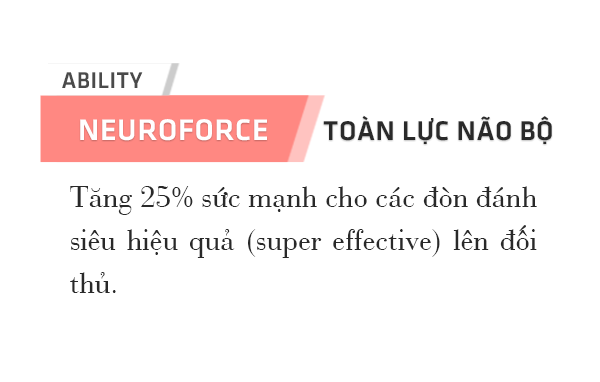 ABILITY
NEUROFORCE TOÀN LỰC NÃO BỘ
Tăng 25% sức mạnh cho các đòn đánh
siêu hiệu quả (super effective) lên đối
thủ.